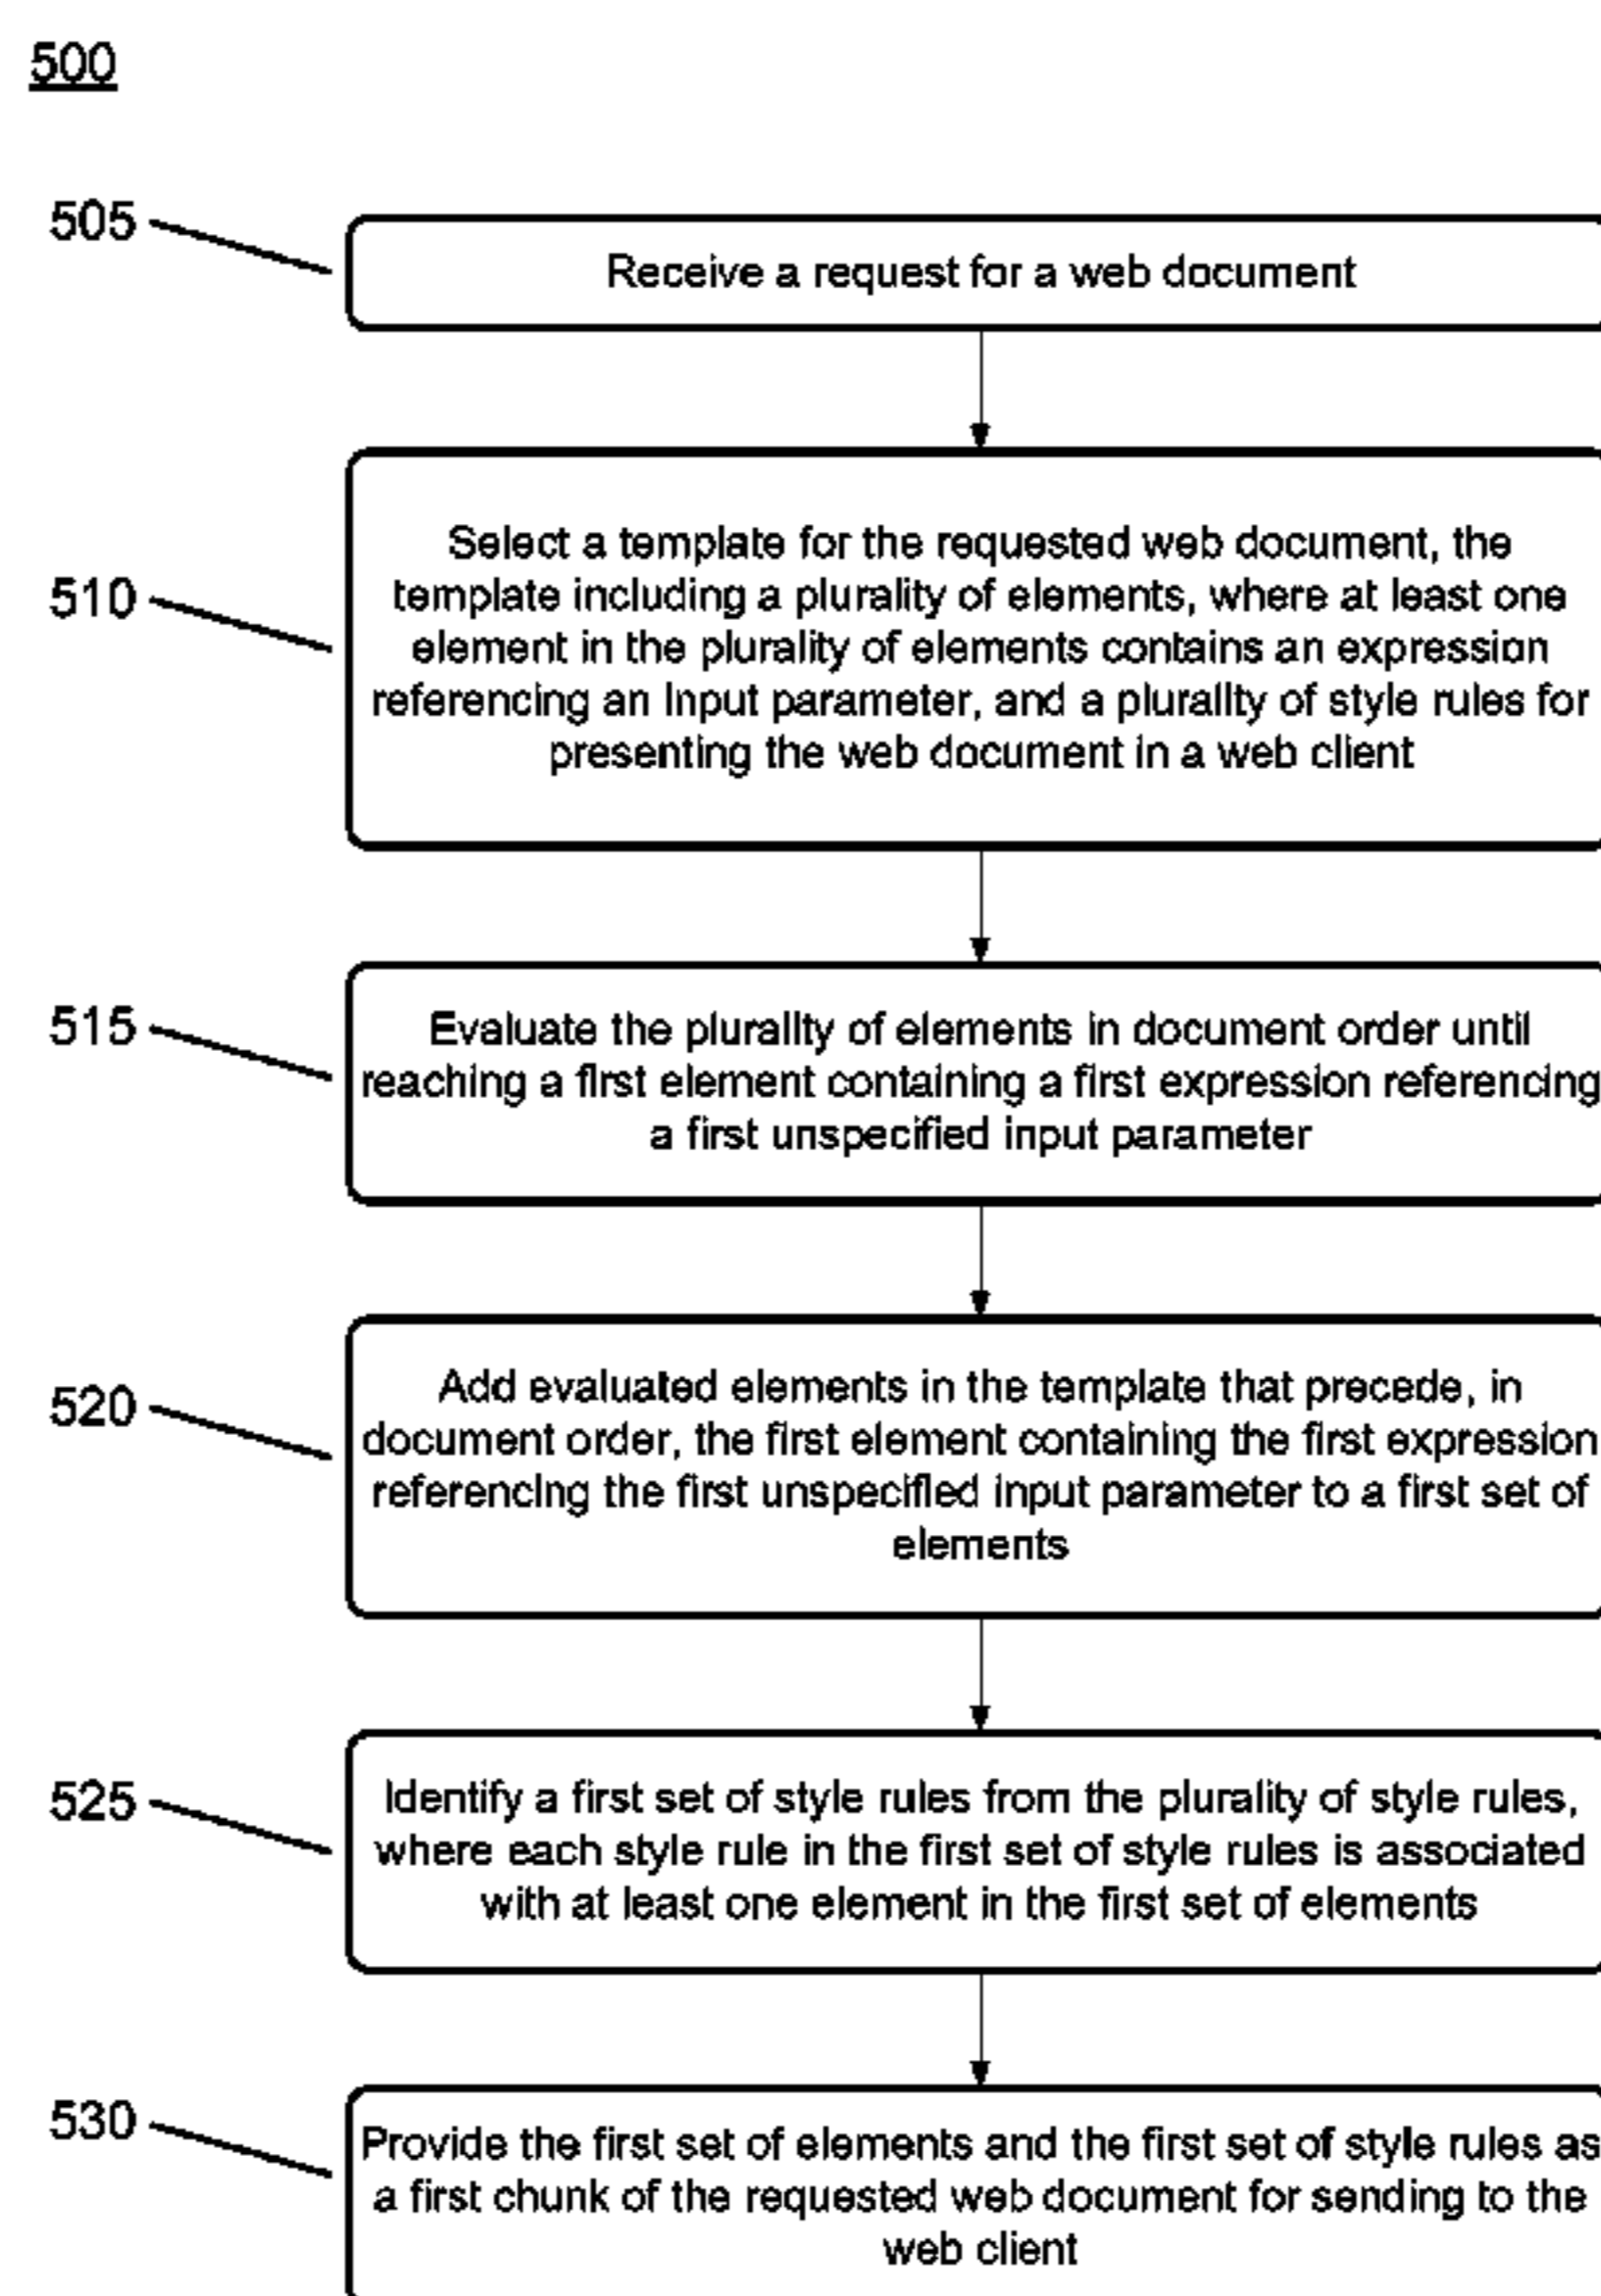 500
505
Receive a request for a web document
510
Select a template for the requested web document, the
template including a plurality of elements, where at least one
element in the plurality of elements contains an expression
referencing an input parameter, and a plurality of style rules for
presenting the web document in a web client
515
Evaluate the plurality of elements in document order until
reaching a first element containing a first expression referencing
a first unspecified input parameter
520
Add evaluated elements in the template that precede, in
document order, the first element containing the first expression
referencing the first unspecified input parameter to a first set of
elements
525
Identify a first set of style rules from the plurality of style rules,
where each style rule in the first set of style rules is associated
with at least one element in the first set of elements
530
Provide the first set of elements and the first set of style rules as
a first chunk of the requested web document for sending to the
web client